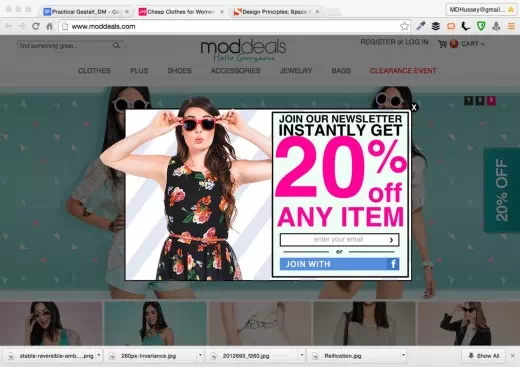 Practical Gestalt_DM - Go
Cheap Clothes for Women
Design Principles: Space
MDHussey@gmail....
www.moddeals.com
find something great...
moddeals
Hello Gorgeous
REGISTER or LOG IN
CART
CLOTHES PLUS SHOES ACCESSORIES JEWELRY BAGS CLEARANCE EVENT
1 2 3
X
JOIN OUR NEWSLETTER
INSTANTLY GET
20%
off
ANY ITEM
enter your email
or
JOIN WITH f
20% OFF
stable-reversible-amb....png
260px-Invariance.jpg
2012693_f260.jpg
Reification.jpg
Show All